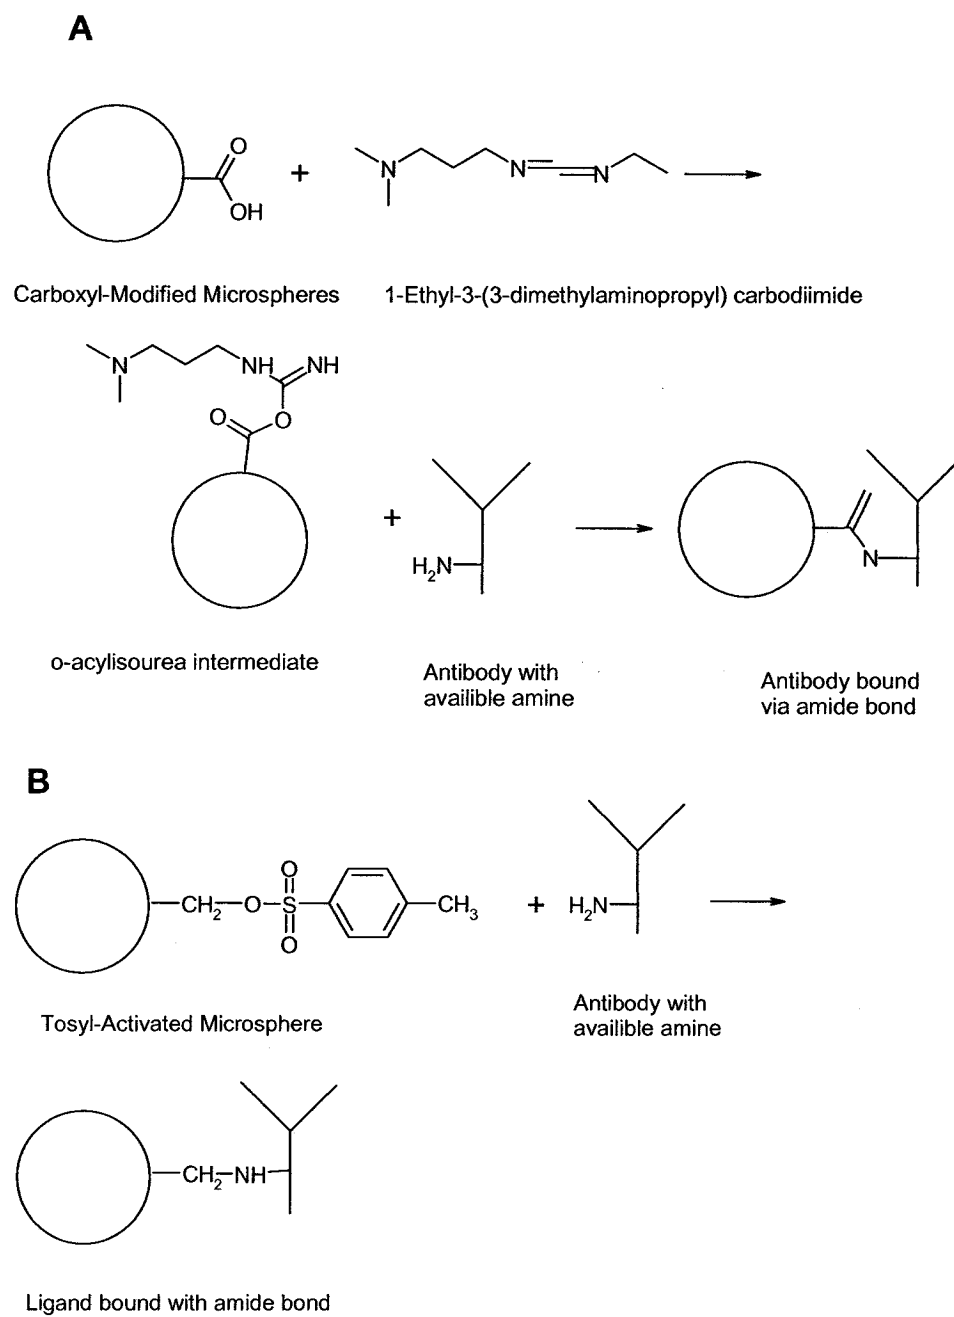 A
O
OH
+
N
N
N
Carboxyl-Modified Microspheres
1-Ethyl-3-(3-dimethylaminopropyl) carbodiimide
N
NH
NH
O
O
+
H2N
N
o-acylisourea intermediate
Antibody with
availible amine
Antibody bound
via amide bond
B
O
CH2
O
S
CH3
O
+
H2N
Tosyl-Activated Microsphere
Antibody with
availible amine
CH2
NH
Ligand bound with amide bond